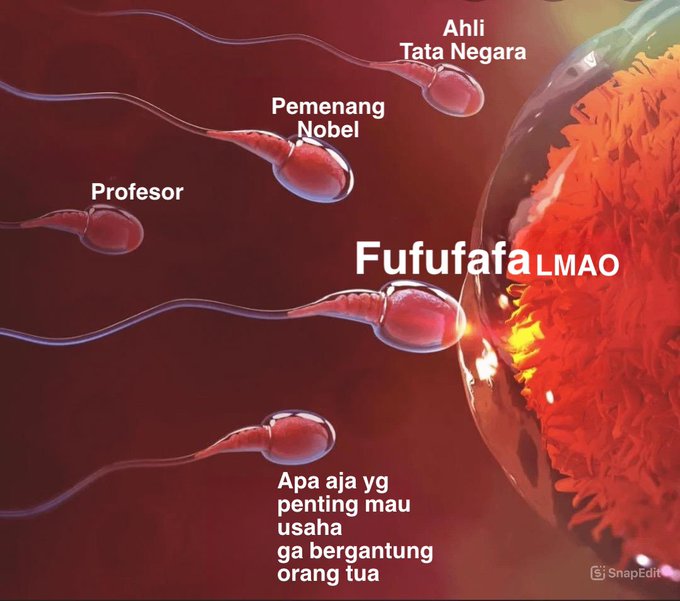 Ahli
Tata Negara
Pemenang
Nobel
Profesor
Fufufafa LMAO
Apa aja yg
penting mau
usaha
ga bergantung
orang tua
SnapEdit